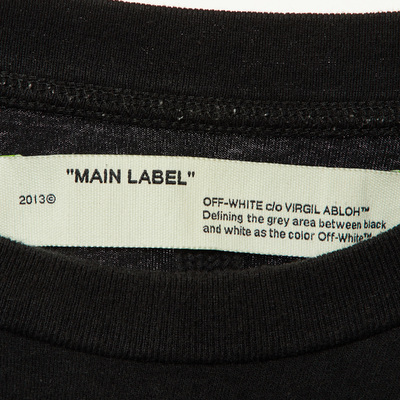 "MAIN LABEL"
2013©
OFF-WHITE c/o VIRGIL ABLOH™
Defining the grey area between black
and white as the color Off-White™